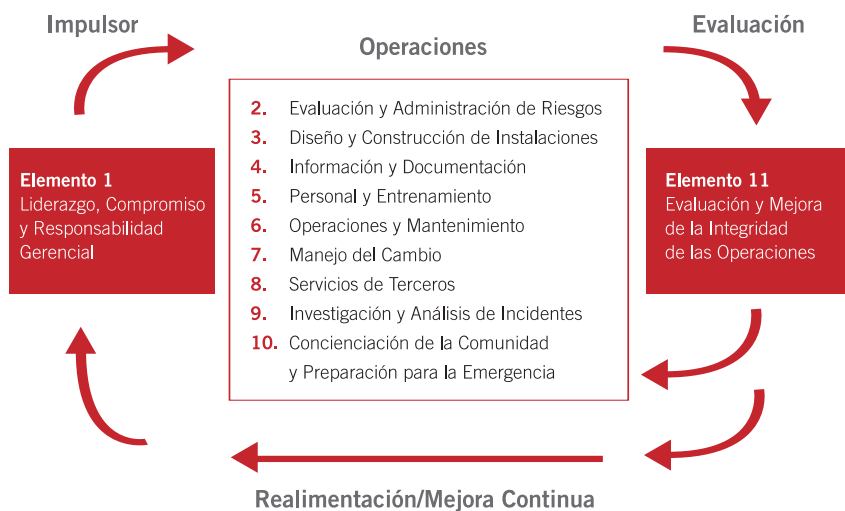 Impulsor
Operaciones
Evaluación
Elemento 1
Liderazgo, Compromiso
y Responsabilidad
Gerencial
2. Evaluación y Administración de Riesgos
3. Diseño y Construcción de Instalaciones
4. Información y Documentación
5. Personal y Entrenamiento
6. Operaciones y Mantenimiento
7. Manejo del Cambio
8. Servicios de Terceros
9. Investigación y Análisis de Incidentes
10. Concienciación de la Comunidad
y Preparación para la Emergencia
Elemento 11
Evaluación y Mejora
de la Integridad
de las Operaciones
Realimentación/Mejora Continua